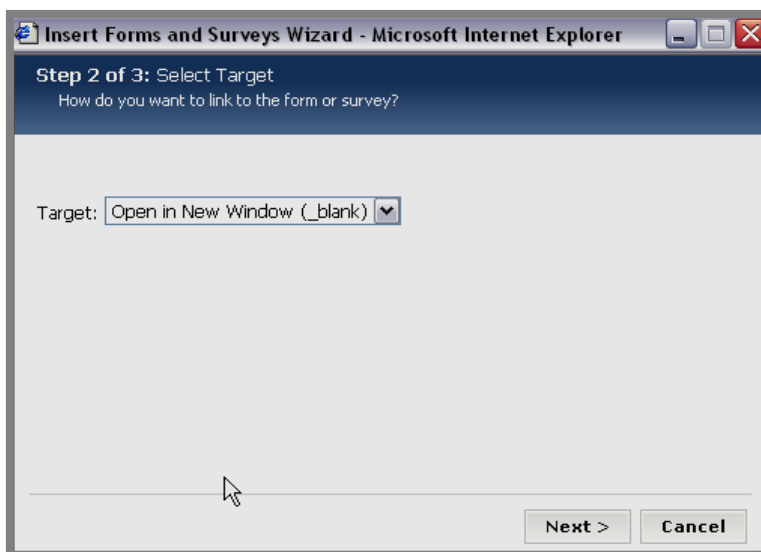 Insert Forms and Surveys Wizard - Microsoft Internet Explorer
Step 2 of 3: Select Target
How do you want to link to the form or survey?
Target: Open in New Window (_blank)
Next > Cancel